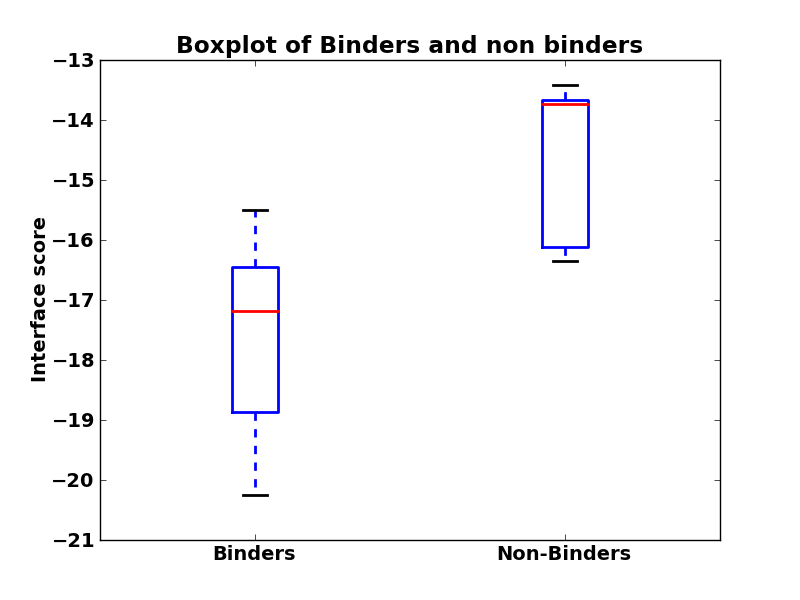 Boxplot of Binders and non binders
Interface score
−13
−14
−15
−16
−17
−18
−19
−20
−21
Binders
Non-Binders